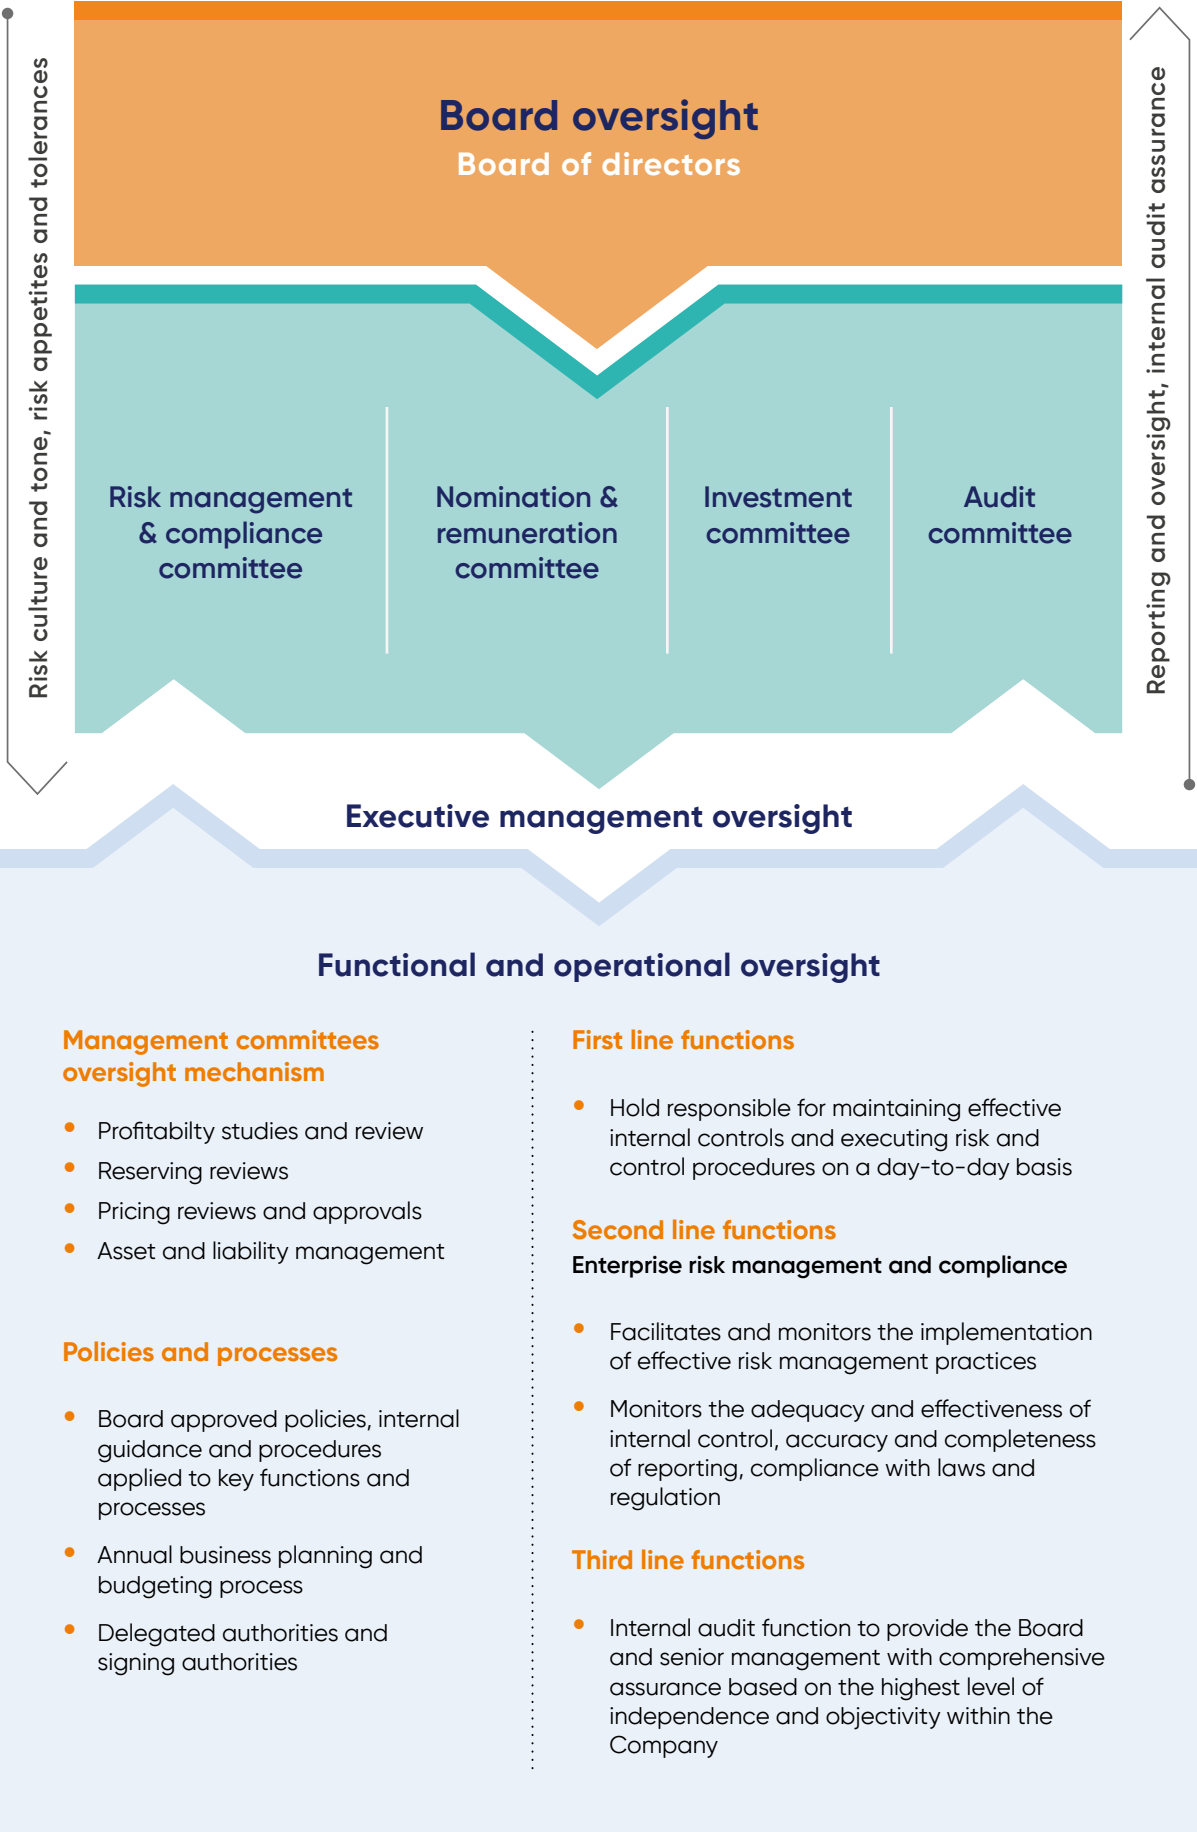 Risk culture and tone, risk appetites and tolerances
Board oversight
Board of directors
Reporting and oversight, internal audit assurance
Risk management
& compliance
committee
Nomination &
remuneration
committee
Investment
committee
Audit
committee
Executive management oversight
Functional and operational oversight
Management committees
oversight mechanism
• Profitabilty studies and review
• Reserving reviews
• Pricing reviews and approvals
• Asset and liability management
Policies and processes
• Board approved policies, internal
guidance and procedures
applied to key functions and
processes
• Annual business planning and
budgeting process
• Delegated authorities and
signing authorities
First line functions
• Hold responsible for maintaining effective
internal controls and executing risk and
control procedures on a day-to-day basis
Second line functions
Enterprise risk management and compliance
• Facilitates and monitors the implementation
of effective risk management practices
• Monitors the adequacy and effectiveness of
internal control, accuracy and completeness
of reporting, compliance with laws and
regulation
Third line functions
• Internal audit function to provide the Board
and senior management with comprehensive
assurance based on the highest level of
independence and objectivity within the
Company